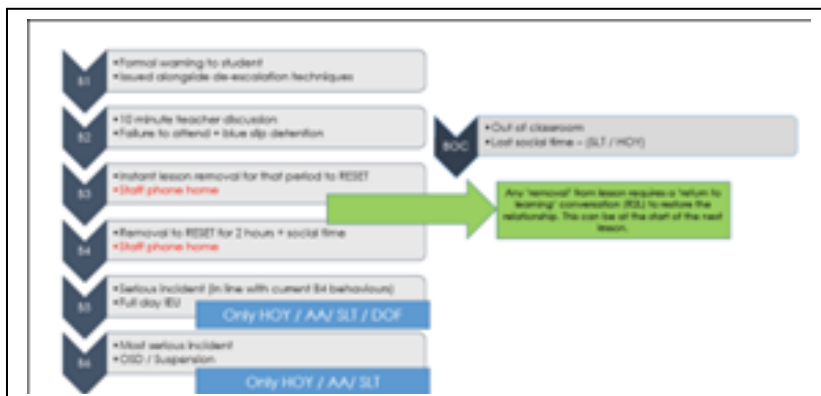 B1
•Formal warning to student
•Issued alongside de-escalation techniques
B2
•10 minute teacher discussion
•Failure to attend = blue slip detention
B3
•Instant lesson removal for that period to RESET
•Staff phone home
B4
•Removal to RESET for 2 hours + social time
•Staff phone home
B5
•Serious incident (in line with current B4 behaviours)
•Full day IEU
Only HOY / AA/ SLT / DOF
B6
•Most serious incident
•OSD / Suspension
Only HOY / AA/ SLT
BOC
•Out of classroom
•Lost social time – (SLT / HOY)
Any 'removal' from lesson requires a 'return to
learning' conversation (R2L) to restore the
relationship. This can be at the start of the next
lesson.